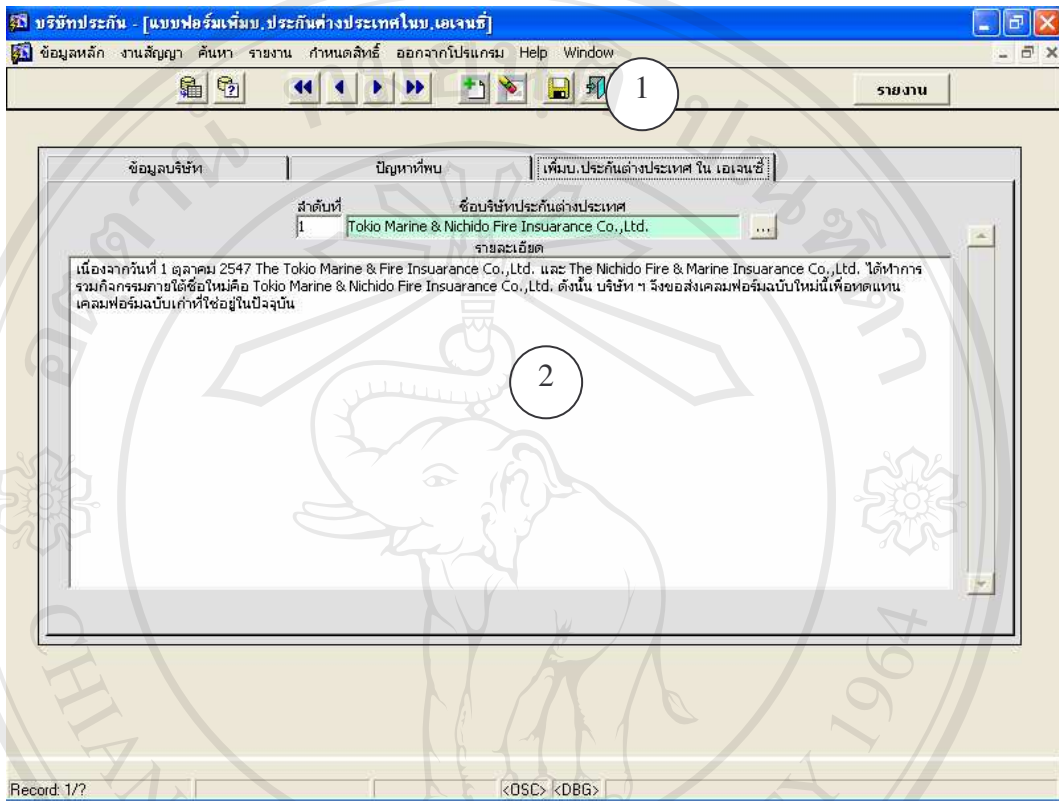 บริษัทประกัน - [แบบฟอร์มเพิ่มบ.ประกันต่างประเทศในบ.เอเจนซี่]
ข้อมูลหลัก งานสัญญา ค้นหา รายงาน กำหนดสิทธิ์ ออกจากโปรแกรม Help Window
1
รายงาน
ข้อมูลบริษัท ปัญหาที่พบ เพิ่มบ.ประกันต่างประเทศ ใน เอเจนซี่
ลำดับที่ ชื่อบริษัทประกันต่างประเทศ
1 Tokio Marine & Nichido Fire Insuarance Co.,Ltd. ...
รายละเอียด
เนื่องจากวันที่ 1 ตุลาคม 2547 The Tokio Marine & Fire Insuarance Co.,Ltd. และ The Nichido Fire & Marine Insuarance Co.,Ltd. ได้ทำการ
รวมกิจกรรมภายใต้ชื่อใหม่คือ Tokio Marine & Nichido Fire Insuarance Co.,Ltd. ดังนั้น บริษัท ฯ จึงขอส่งเคลมฟอร์มฉบับใหม่นี้เพื่อทดแทน
เคลมฟอร์มฉบับเก่าที่ใช้อยู่ในปัจจุบัน
2
Record: 1/? <OSC> <DBG>
1964